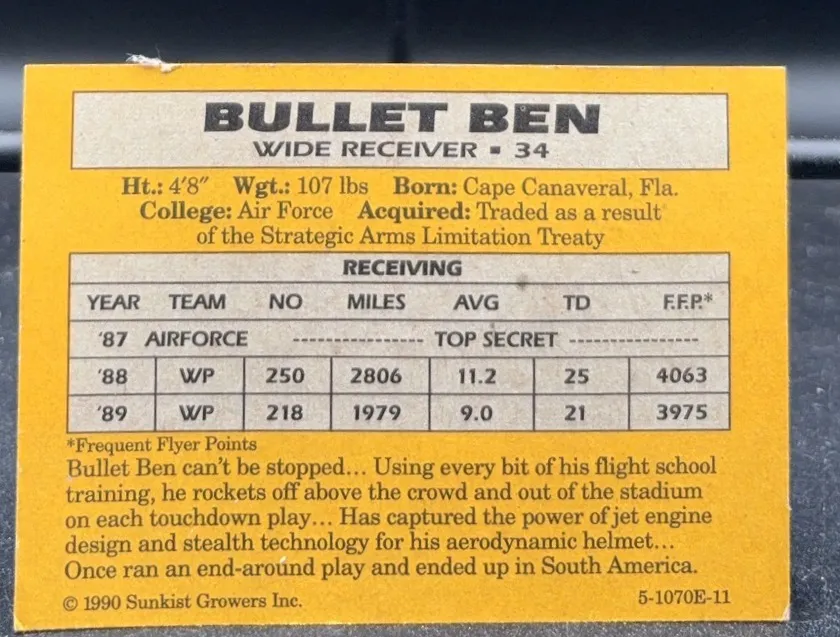 BULLET BEN
WIDE RECEIVER ▪ 34
Ht.: 4'8" Wgt.: 107 lbs Born: Cape Canaveral, Fla.
College: Air Force Acquired: Traded as a result
of the Strategic Arms Limitation Treaty
RECEIVING
YEAR TEAM NO MILES AVG TD F.F.P.*
'87 AIRFORCE ---------------- TOP SECRET ----------------
'88 WP 250 2806 11.2 25 4063
'89 WP 218 1979 9.0 21 3975
*Frequent Flyer Points
Bullet Ben can't be stopped... Using every bit of his flight school
training, he rockets off above the crowd and out of the stadium
on each touchdown play... Has captured the power of jet engine
design and stealth technology for his aerodynamic helmet...
Once ran an end-around play and ended up in South America.
© 1990 Sunkist Growers Inc. 5-1070E-11